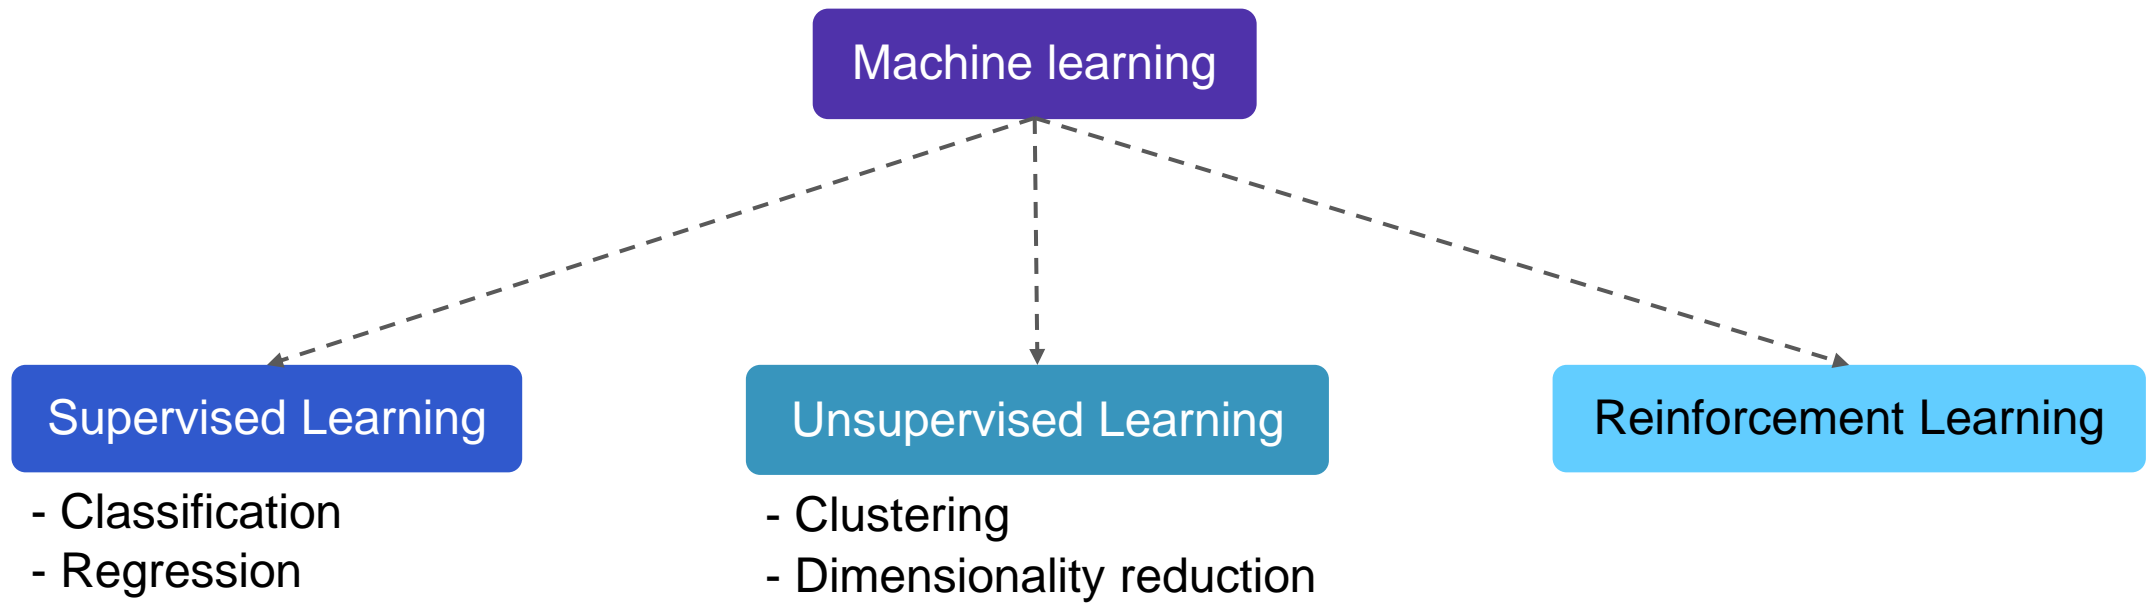 Machine learning
Supervised Learning
- Classification
- Regression
Unsupervised Learning
- Clustering
- Dimensionality reduction
Reinforcement Learning